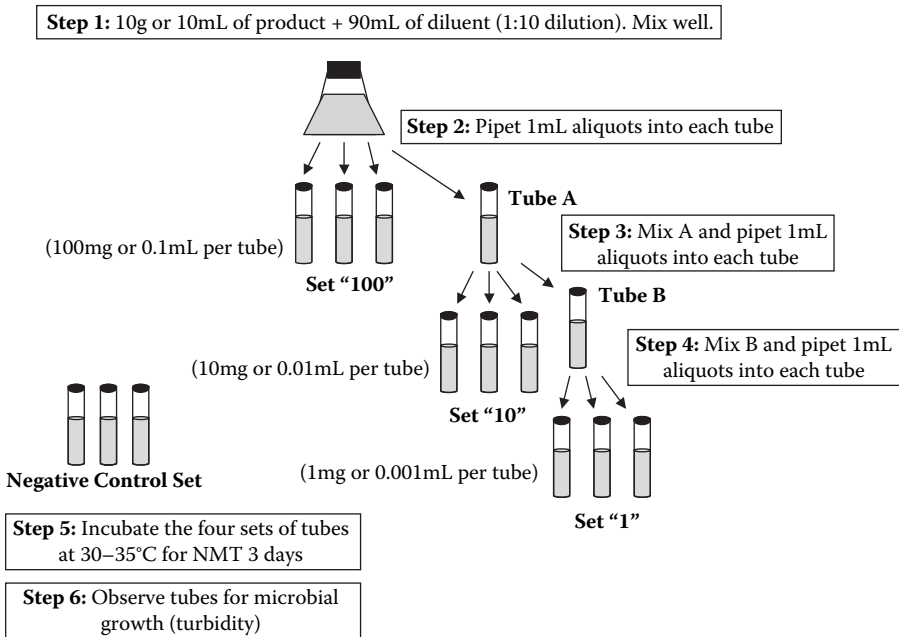 Step 1: 10g or 10mL of product + 90mL of diluent (1:10 dilution). Mix well.
Step 2: Pipet 1mL aliquots into each tube
Tube A
(100mg or 0.1mL per tube)
Set “100”
Step 3: Mix A and pipet 1mL
aliquots into each tube
Tube B
(10mg or 0.01mL per tube)
Set “10”
Step 4: Mix B and pipet 1mL
aliquots into each tube
Negative Control Set
(1mg or 0.001mL per tube)
Set “1”
Step 5: Incubate the four sets of tubes
at 30–35°C for NMT 3 days
Step 6: Observe tubes for microbial
growth (turbidity)